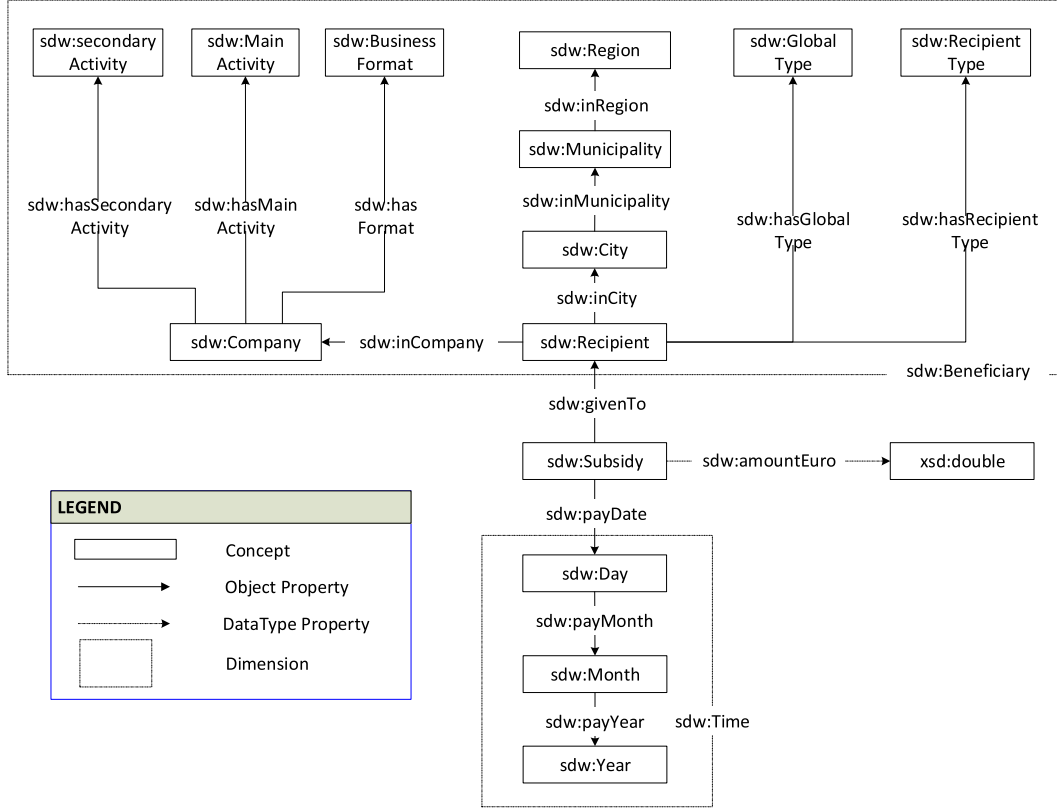 sdw:secondary
Activity
sdw:Main
Activity
sdw:Business
Format
sdw:Region
sdw:Global
Type
sdw:Recipient
Type
sdw:inRegion
sdw:Municipality
sdw:hasSecondary
Activity
sdw:hasMain
Activity
sdw:has
Format
sdw:inMunicipality
sdw:hasGlobal
Type
sdw:hasRecipient
Type
sdw:City
sdw:inCity
sdw:Company
sdw:inCompany
sdw:Recipient
sdw:Beneficiary
sdw:givenTo
sdw:Subsidy
sdw:amountEuro
xsd:double
sdw:payDate
LEGEND
Concept
Object Property
DataType Property
Dimension
sdw:Day
sdw:payMonth
sdw:Month
sdw:payYear
sdw:Time
sdw:Year